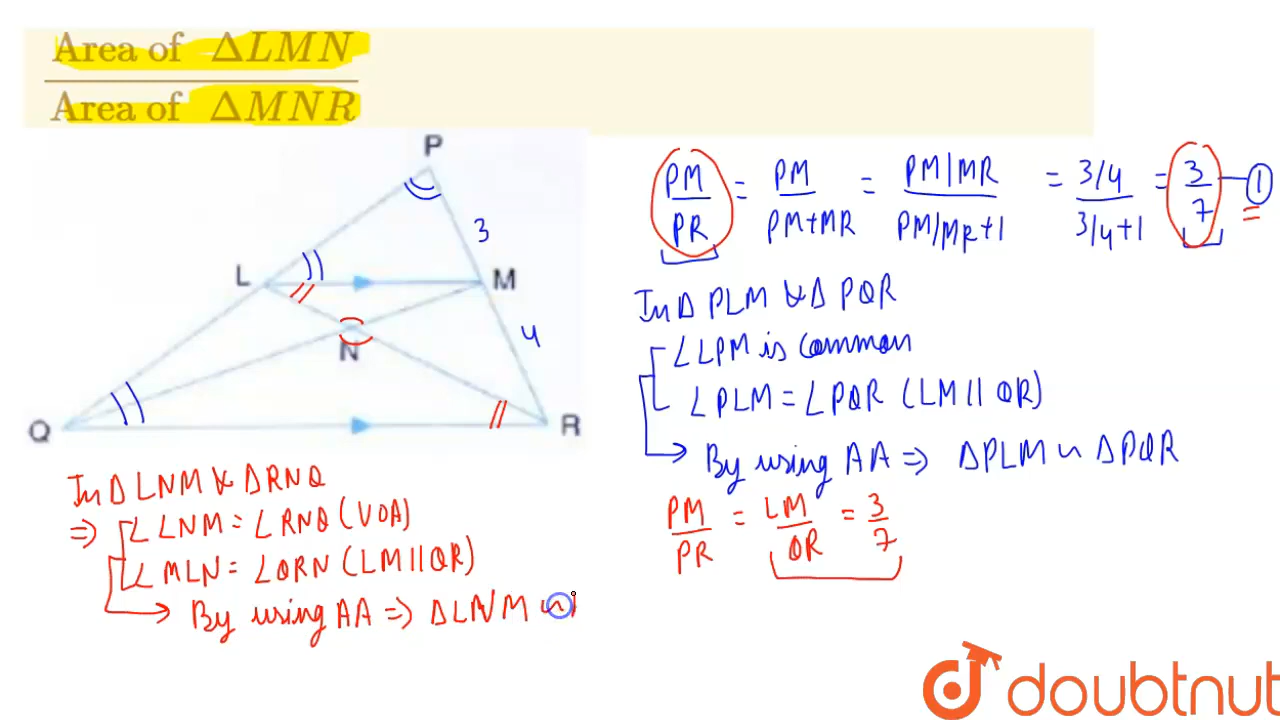 Area of ΔLMN
Area of ΔMNR
P
3
L
M
N
4
Q
R
PM/PR = PM/PM+MR = PM/MR/PM/MR+1 = 3/4/3/4+1 = 3/7 — 1
In Δ PLM & Δ PQR
∠LPM is common
∠PLM = ∠PQR (LM || QR)
By using AA ⇒ ΔPLM ~ ΔPQR
PM/PR = LM/QR = 3/7
In Δ LNM & ΔRNQ
⇒ ∠LNM = ∠RNQ (VOA)
∠MLN = ∠QRN (LM || QR)
By using AA ⇒ ΔLNM ~
doubtnut